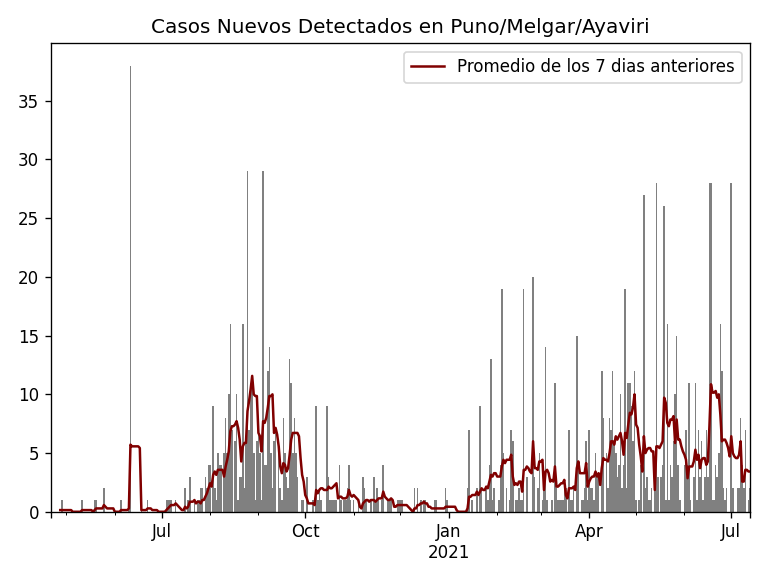 Casos Nuevos Detectados en Puno/Melgar/Ayaviri
Promedio de los 7 dias anteriores
35
30
25
20
15
10
5
0
Jul
Oct
Jan
2021
Apr
Jul